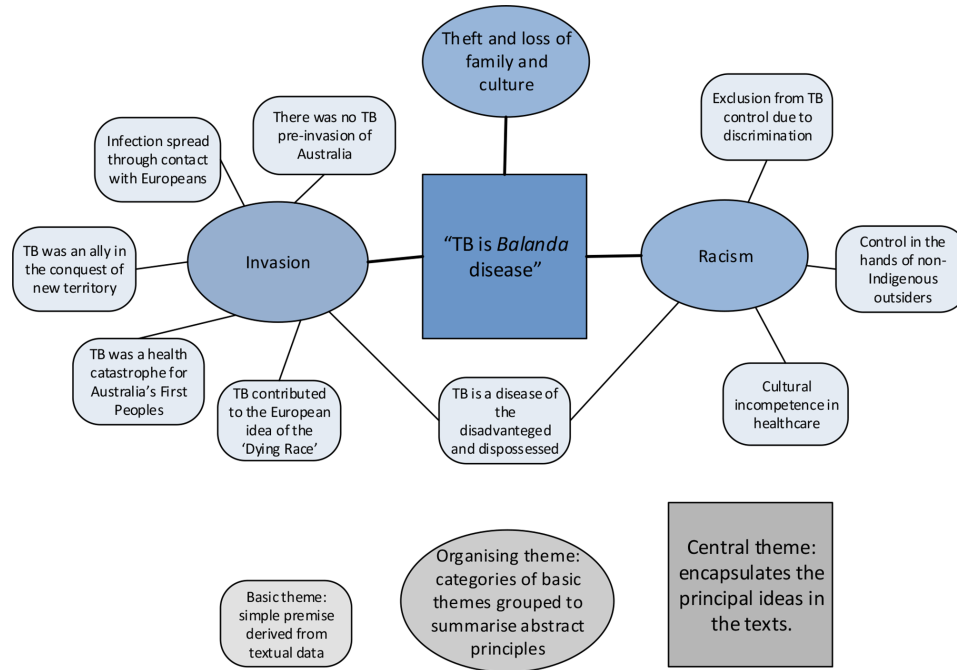 Theft and loss of
family and
culture
There was no TB
pre-invasion of
Australia
Infection spread
through contact
with Europeans
Exclusion from TB
control due to
discrimination
TB was an ally in
the conquest of
new territory
Invasion
“TB is Balanda
disease”
Racism
Control in the
hands of non-
Indigenous
outsiders
TB was a health
catastrophe for
Australia’s First
Peoples
TB contributed
to the European
idea of the
‘Dying Race’
TB is a disease of
the
disadvanteged
and dispossessed
Cultural
incompetence in
healthcare
Basic theme:
simple premise
derived from
textual data
Organising theme:
categories of basic
themes grouped to
summarise abstract
principles
Central theme:
encapsulates the
principal ideas in
the texts.